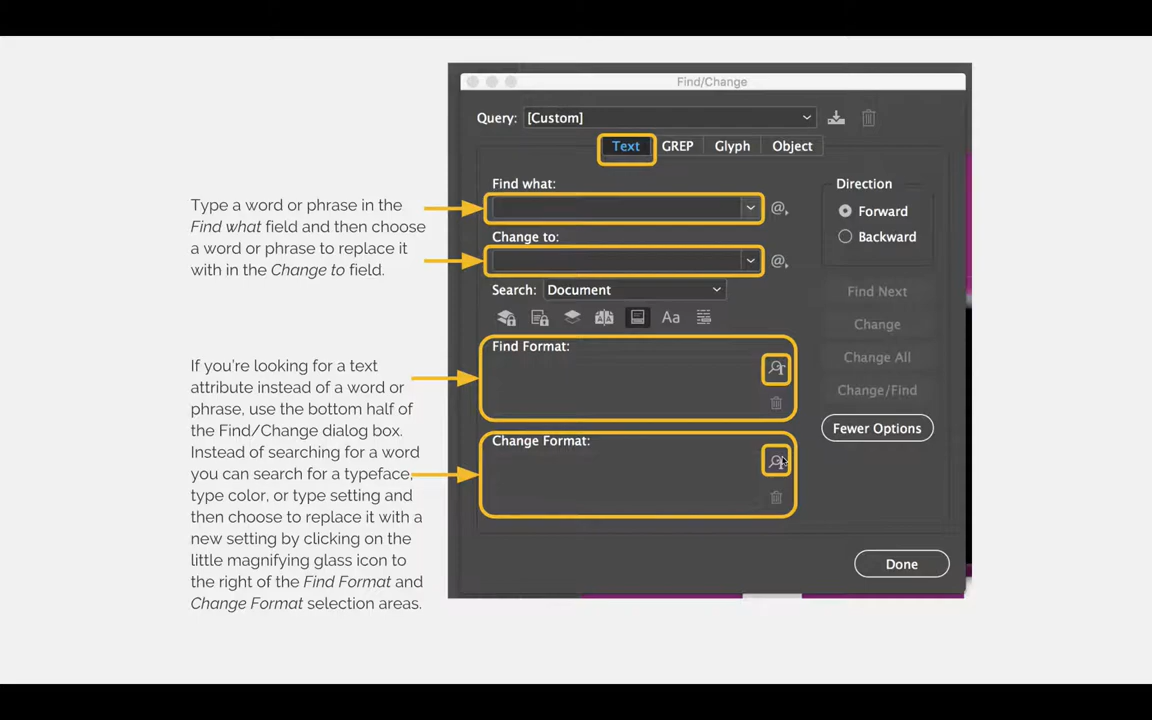 Find/Change
Query: [Custom]
Text GREP Glyph Object
Find what:
Change to:
Search: Document
Aa
Find Format:
Change Format:
Direction
Forward
Backward
Find Next
Change
Change All
Change/Find
Fewer Options
Done
Type a word or phrase in the
Find what field and then choose
a word or phrase to replace it
with in the Change to field.
If you're looking for a text
attribute instead of a word or
phrase, use the bottom half of
the Find/Change dialog box.
Instead of searching for a word
you can search for a typeface,
type color, or type setting and
then choose to replace it with a
new setting by clicking on the
little magnifying glass icon to
the right of the Find Format and
Change Format selection areas.